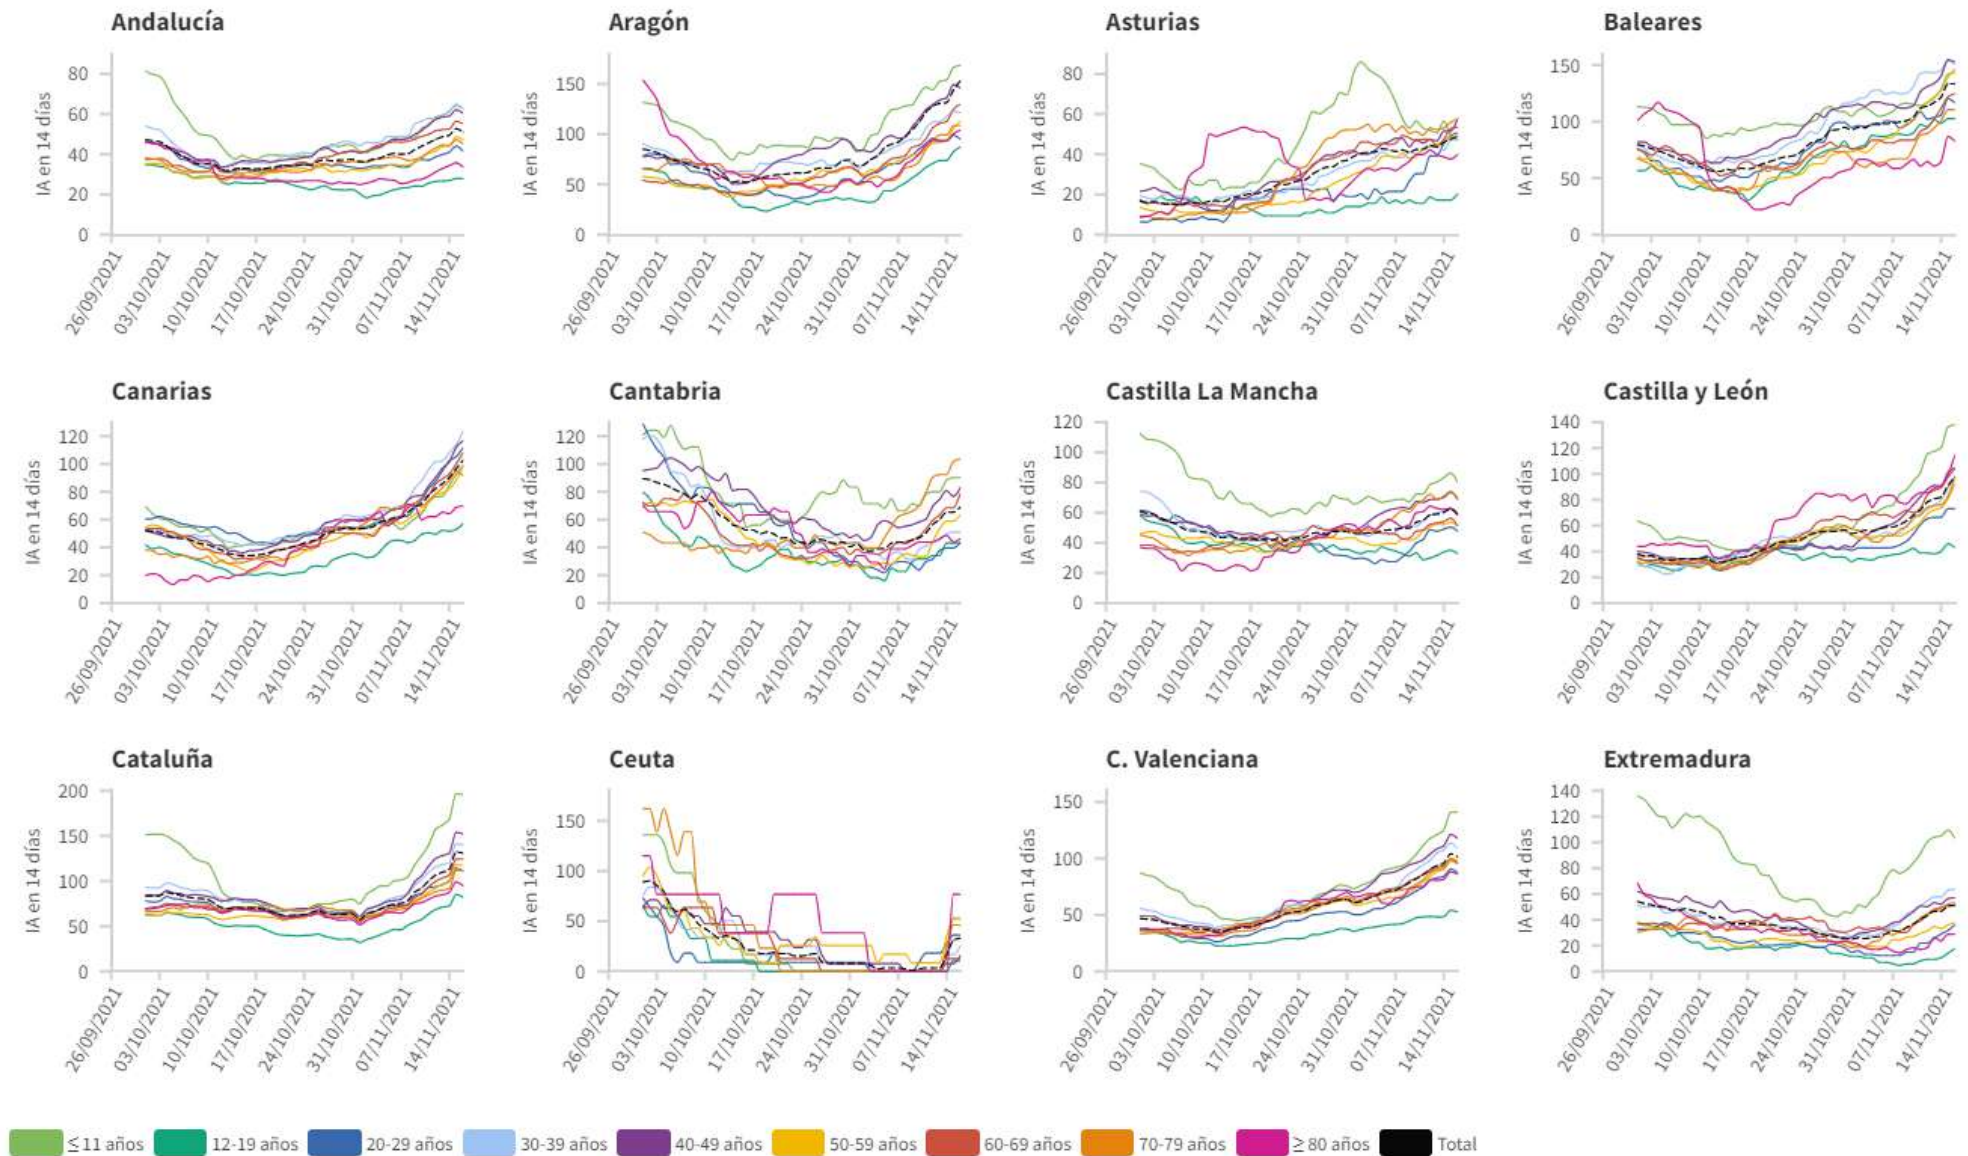 Andalucía
IA en 14 días
80
60
40
20
0
26/09/2021 03/10/2021 10/10/2021 17/10/2021 24/10/2021 31/10/2021 07/11/2021 14/11/2021
Aragón
IA en 14 días
150
100
50
0
26/09/2021 03/10/2021 10/10/2021 17/10/2021 24/10/2021 31/10/2021 07/11/2021 14/11/2021
Asturias
IA en 14 días
80
60
40
20
0
26/09/2021 03/10/2021 10/10/2021 17/10/2021 24/10/2021 31/10/2021 07/11/2021 14/11/2021
Baleares
IA en 14 días
150
100
50
0
26/09/2021 03/10/2021 10/10/2021 17/10/2021 24/10/2021 31/10/2021 07/11/2021 14/11/2021
Canarias
IA en 14 días
120
100
80
60
40
20
0
26/09/2021 03/10/2021 10/10/2021 17/10/2021 24/10/2021 31/10/2021 07/11/2021 14/11/2021
Cantabria
IA en 14 días
120
100
80
60
40
20
0
26/09/2021 03/10/2021 10/10/2021 17/10/2021 24/10/2021 31/10/2021 07/11/2021 14/11/2021
Castilla La Mancha
IA en 14 días
120
100
80
60
40
20
0
26/09/2021 03/10/2021 10/10/2021 17/10/2021 24/10/2021 31/10/2021 07/11/2021 14/11/2021
Castilla y León
IA en 14 días
140
120
100
80
60
40
20
0
26/09/2021 03/10/2021 10/10/2021 17/10/2021 24/10/2021 31/10/2021 07/11/2021 14/11/2021
Cataluña
IA en 14 días
200
150
100
50
0
26/09/2021 03/10/2021 10/10/2021 17/10/2021 24/10/2021 31/10/2021 07/11/2021 14/11/2021
Ceuta
IA en 14 días
150
100
50
0
26/09/2021 03/10/2021 10/10/2021 17/10/2021 24/10/2021 31/10/2021 07/11/2021 14/11/2021
C. Valenciana
IA en 14 días
150
100
50
0
26/09/2021 03/10/2021 10/10/2021 17/10/2021 24/10/2021 31/10/2021 07/11/2021 14/11/2021
Extremadura
IA en 14 días
140
120
100
80
60
40
20
0
26/09/2021 03/10/2021 10/10/2021 17/10/2021 24/10/2021 31/10/2021 07/11/2021 14/11/2021
≤ 11 años 12-19 años 20-29 años 30-39 años 40-49 años 50-59 años 60-69 años 70-79 años ≥ 80 años Total